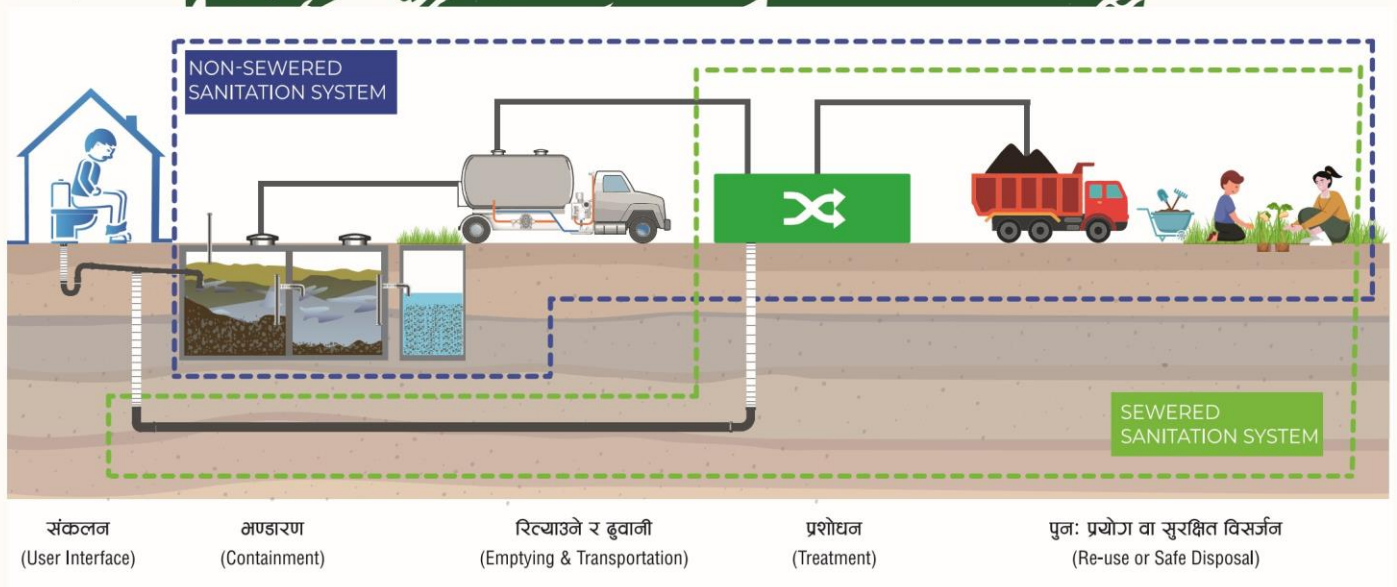 NON-SEWERED
SANITATION SYSTEM
SEWERED
SANITATION SYSTEM
संकलन
(User Interface)
भण्डारण
(Containment)
रित्याउने र ढुवानी
(Emptying & Transportation)
प्रशोधन
(Treatment)
पुन: प्रयोग वा सुरक्षित विसर्जन
(Re-use or Safe Disposal)